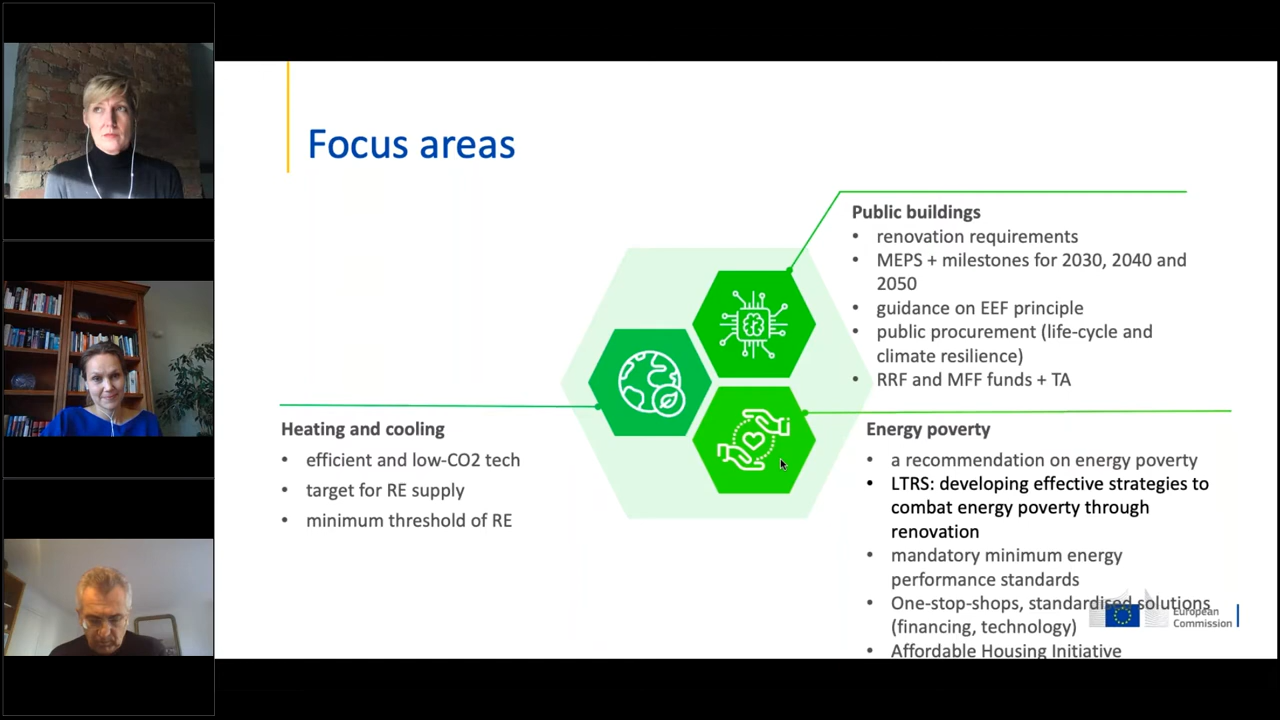 Focus areas
Public buildings
• renovation requirements
• MEPS + milestones for 2030, 2040 and
2050
• guidance on EEF principle
• public procurement (life-cycle and
climate resilience)
• RRF and MFF funds + TA
Heating and cooling
• efficient and low-CO2 tech
• target for RE supply
• minimum threshold of RE
Energy poverty
• a recommendation on energy poverty
• LTRS: developing effective strategies to
combat energy poverty through
renovation
• mandatory minimum energy
performance standards
• One-stop-shops, standardised solutions
(financing, technology)
• Affordable Housing Initiative
European
Commission